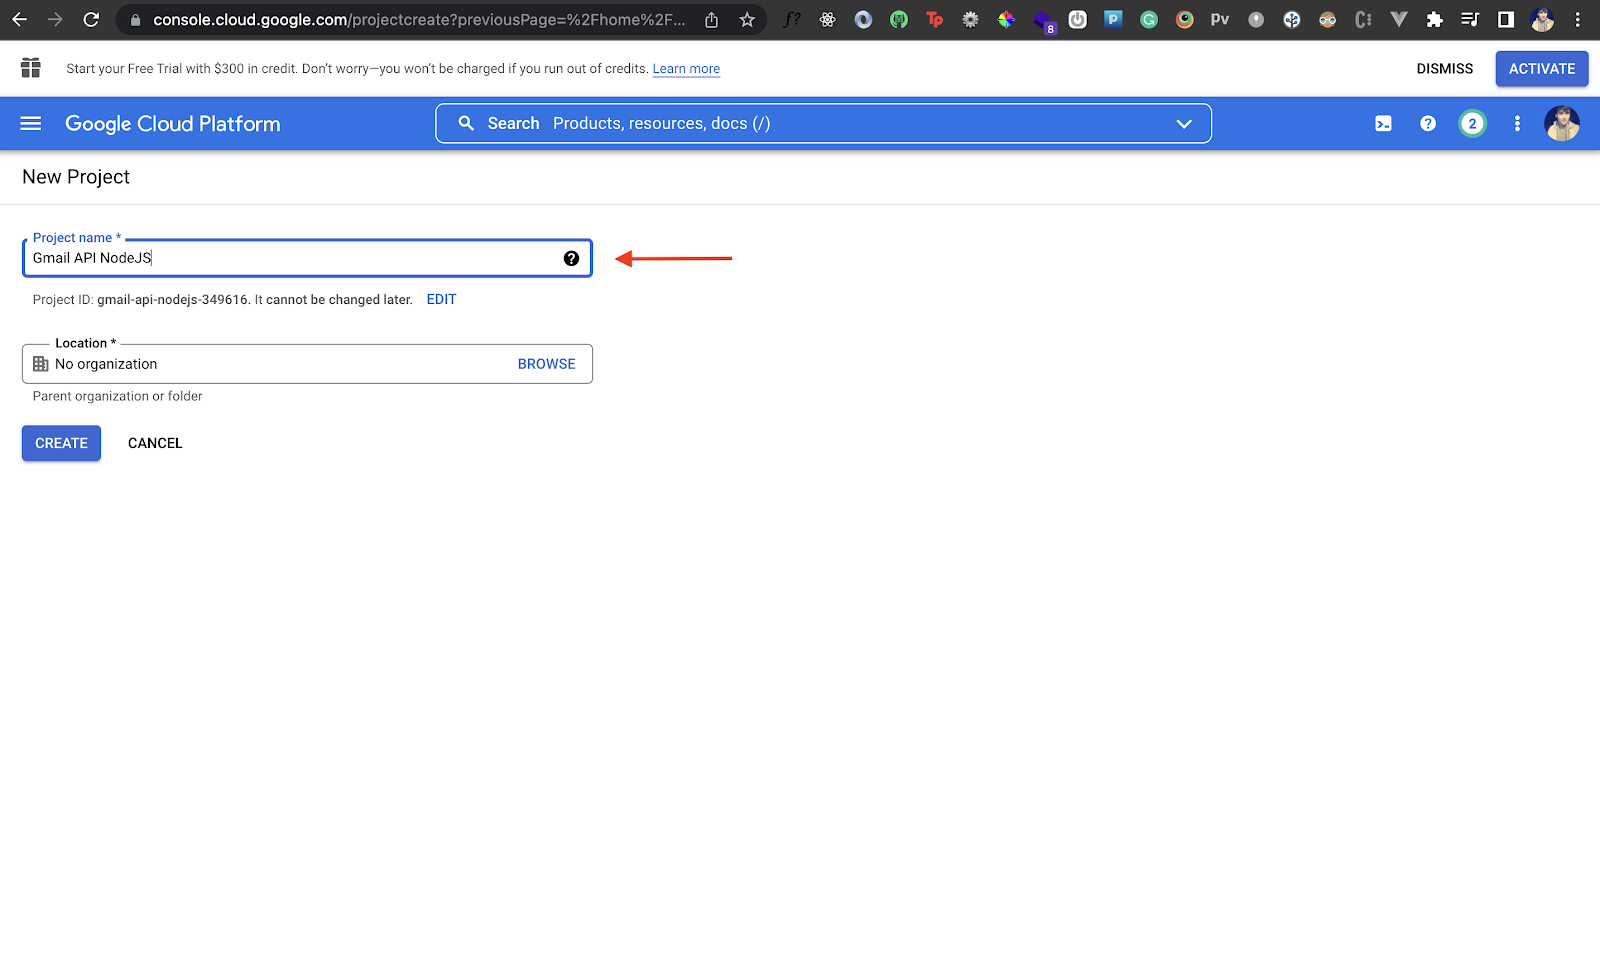 console.cloud.google.com/projectcreate?previousPage=%2Fhome%2F...
f?
Tp
8
P
G
Pv
C:
Start your Free Trial with $300 in credit. Don't worry—you won't be charged if you run out of credits. Learn more
DISMISS
ACTIVATE
Google Cloud Platform
Search Products, resources, docs (/)
?
2
New Project
Project name *
Gmail API NodeJS
?
Project ID: gmail-api-nodejs-349616. It cannot be changed later. EDIT
Location *
No organization
BROWSE
Parent organization or folder
CREATE
CANCEL